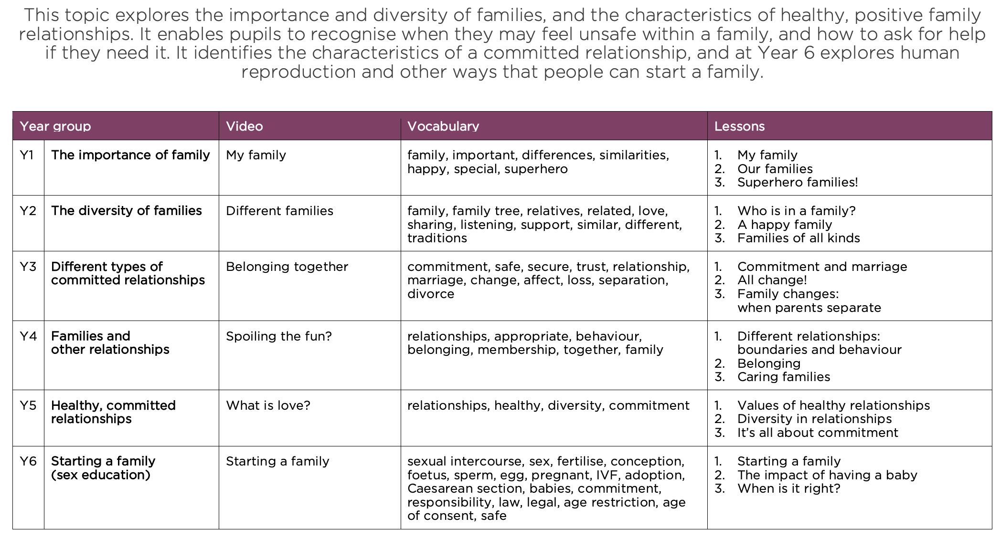 This topic explores the importance and diversity of families, and the characteristics of healthy, positive family
relationships. It enables pupils to recognise when they may feel unsafe within a family, and how to ask for help
if they need it. It identifies the characteristics of a committed relationship, and at Year 6 explores human
reproduction and other ways that people can start a family.
Year group
Video
Vocabulary
Lessons
Y1
The importance of family
My family
family, important, differences, similarities,
happy, special, superhero
1. My family
2. Our families
3. Superhero families!
Y2
The diversity of families
Different families
family, family tree, relatives, related, love,
sharing, listening, support, similar, different,
traditions
1. Who is in a family?
2. A happy family
3. Families of all kinds
Y3
Different types of
committed relationships
Belonging together
commitment, safe, secure, trust, relationship,
marriage, change, affect, loss, separation,
divorce
1. Commitment and marriage
2. All change!
3. Family changes:
when parents separate
Y4
Families and
other relationships
Spoiling the fun?
relationships, appropriate, behaviour,
belonging, membership, together, family
1. Different relationships:
boundaries and behaviour
2. Belonging
3. Caring families
Y5
Healthy, committed
relationships
What is love?
relationships, healthy, diversity, commitment
1. Values of healthy relationships
2. Diversity in relationships
3. It's all about commitment
Y6
Starting a family
(sex education)
Starting a family
sexual intercourse, sex, fertilise, conception,
foetus, sperm, egg, pregnant, IVF, adoption,
Caesarean section, babies, commitment,
responsibility, law, legal, age restriction, age
of consent, safe
1. Starting a family
2. The impact of having a baby
3. When is it right?